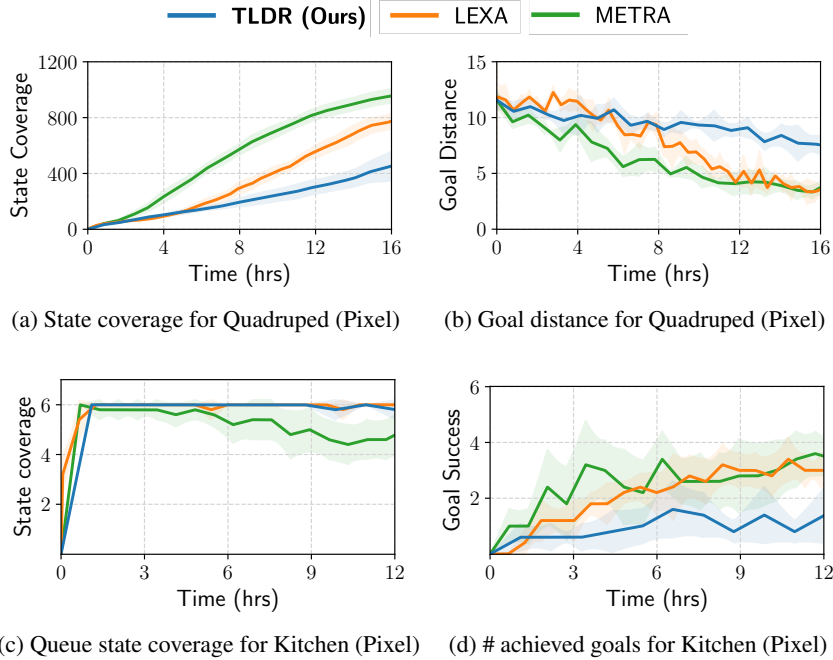 TLDR (Ours) LEXA METRA
1200
800
400
0
State Coverage
0 4 8 12 16
Time (hrs)
(a) State coverage for Quadruped (Pixel)
15
10
5
0
Goal Distance
0 4 8 12 16
Time (hrs)
(b) Goal distance for Quadruped (Pixel)
6
4
2
State coverage
0 3 6 9 12
Time (hrs)
(c) Queue state coverage for Kitchen (Pixel)
6
4
2
Goal Success
0 3 6 9 12
Time (hrs)
(d) # achieved goals for Kitchen (Pixel)